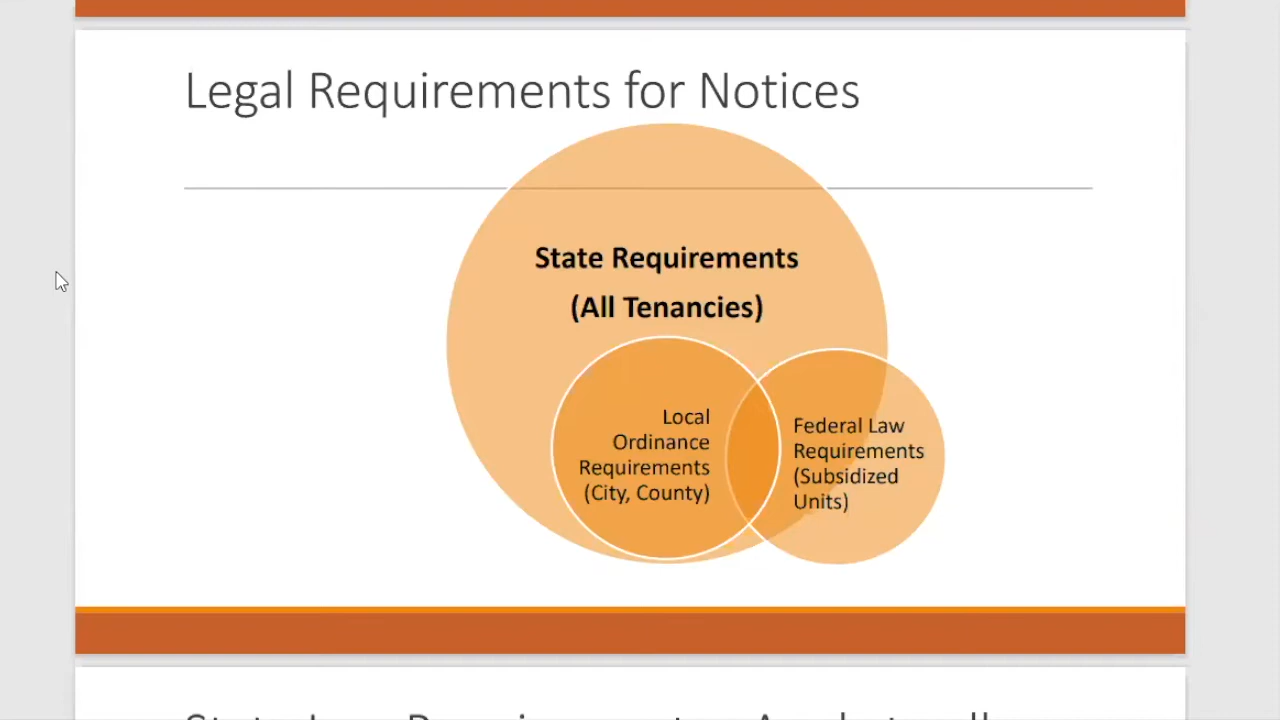 Legal Requirements for Notices
State Requirements
(All Tenancies)
Local
Ordinance
Requirements
(City, County)
Federal Law
Requirements
(Subsidized
Units)